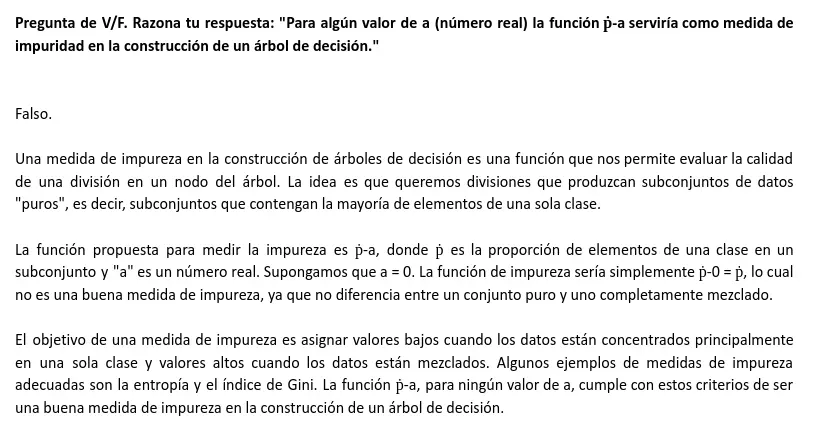 Pregunta de V/F. Razona tu respuesta: "Para algún valor de a (número real) la función ṗ-a serviría como medida de
impuridad en la construcción de un árbol de decisión."
Falso.
Una medida de impureza en la construcción de árboles de decisión es una función que nos permite evaluar la calidad
de una división en un nodo del árbol. La idea es que queremos divisiones que produzcan subconjuntos de datos
"puros", es decir, subconjuntos que contengan la mayoría de elementos de una sola clase.
La función propuesta para medir la impureza es ṗ-a, donde ṗ es la proporción de elementos de una clase en un
subconjunto y "a" es un número real. Supongamos que a = 0. La función de impureza sería simplemente ṗ-0 = ṗ, lo cual
no es una buena medida de impureza, ya que no diferencia entre un conjunto puro y uno completamente mezclado.
El objetivo de una medida de impureza es asignar valores bajos cuando los datos están concentrados principalmente
en una sola clase y valores altos cuando los datos están mezclados. Algunos ejemplos de medidas de impureza
adecuadas son la entropía y el índice de Gini. La función ṗ-a, para ningún valor de a, cumple con estos criterios de ser
una buena medida de impureza en la construcción de un árbol de decisión.